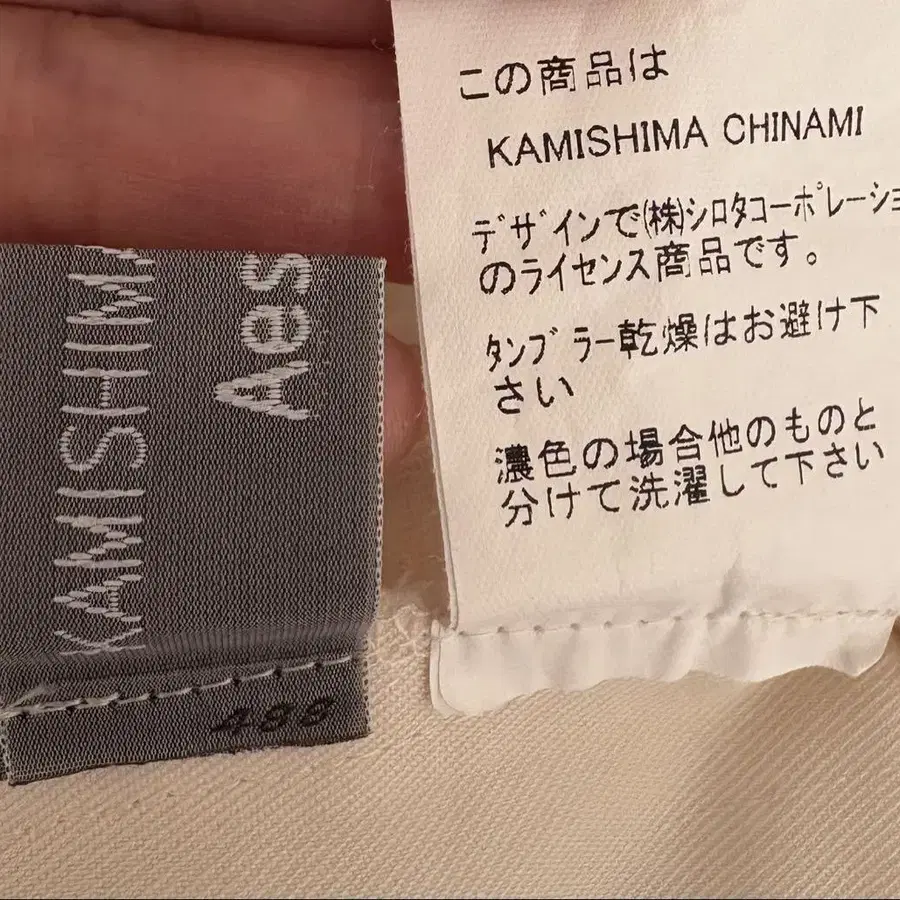 この商品は
KAMISHIMA CHINAMI
デザインで(株)シロタコーポレーショ
のライセンス商品です。
タンブラー乾燥はお避け下
さい
濃色の場合他のものと
分けて洗濯して下さい
KAMISHIMA
Aes